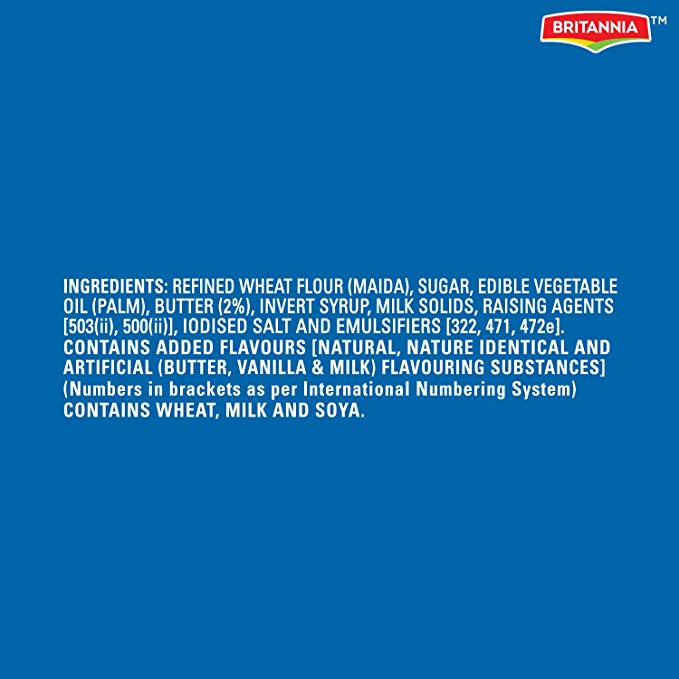 BRITANNIA™
INGREDIENTS: REFINED WHEAT FLOUR (MAIDA), SUGAR, EDIBLE VEGETABLE
OIL (PALM), BUTTER (2%), INVERT SYRUP, MILK SOLIDS, RAISING AGENTS
[503(ii), 500(ii)], IODISED SALT AND EMULSIFIERS [322, 471, 472e].
CONTAINS ADDED FLAVOURS [NATURAL, NATURE IDENTICAL AND
ARTIFICIAL (BUTTER, VANILLA & MILK) FLAVOURING SUBSTANCES]
(Numbers in brackets as per International Numbering System)
CONTAINS WHEAT, MILK AND SOYA.